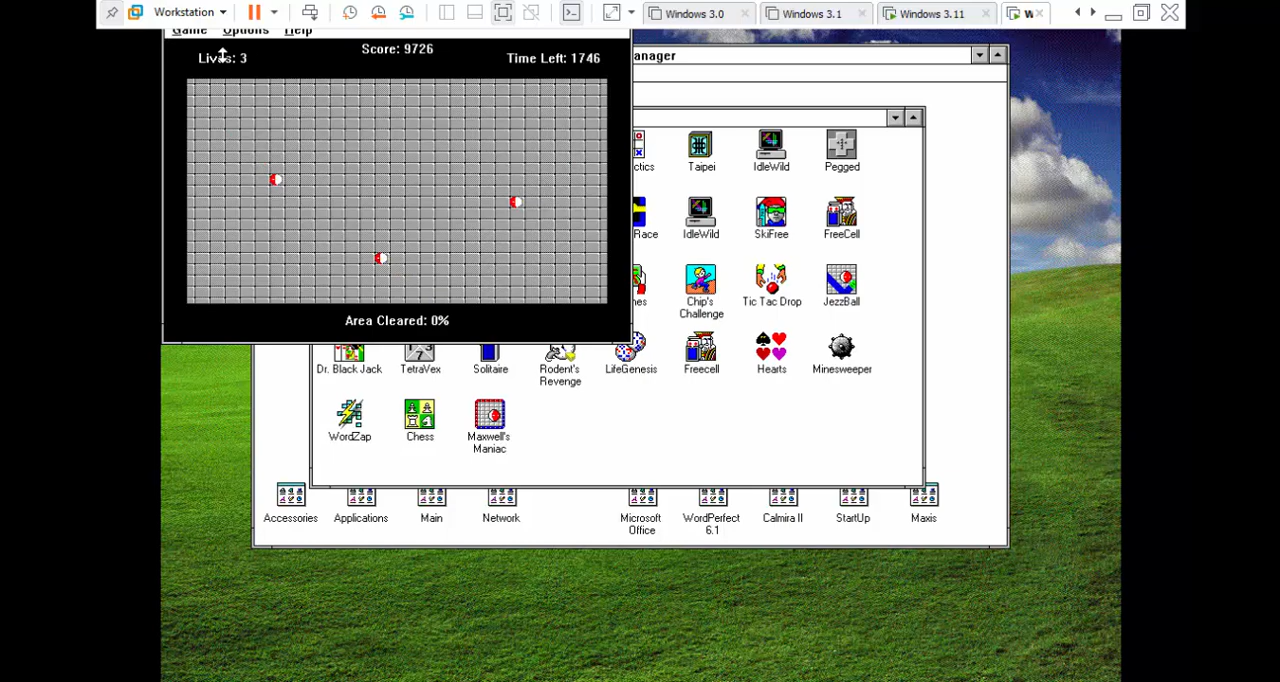 Workstation
Windows 3.0
Windows 3.1
Windows 3.11
Game Options Help
Score: 9726
Lives: 3
Time Left: 1746
anager
ctics
Taipei
IdleWild
Pegged
Race
IdleWild
SkiFree
FreeCell
nes
Chip's Challenge
Tic Tac Drop
JezzBall
Area Cleared: 0%
Dr. Black Jack
TetraVex
Solitaire
Rodent's Revenge
LifeGenesis
Freecell
Hearts
Minesweeper
WordZap
Chess
Maxwell's Maniac
Accessories
Applications
Main
Network
Microsoft Office
WordPerfect 6.1
Calmira II
StartUp
Maxis